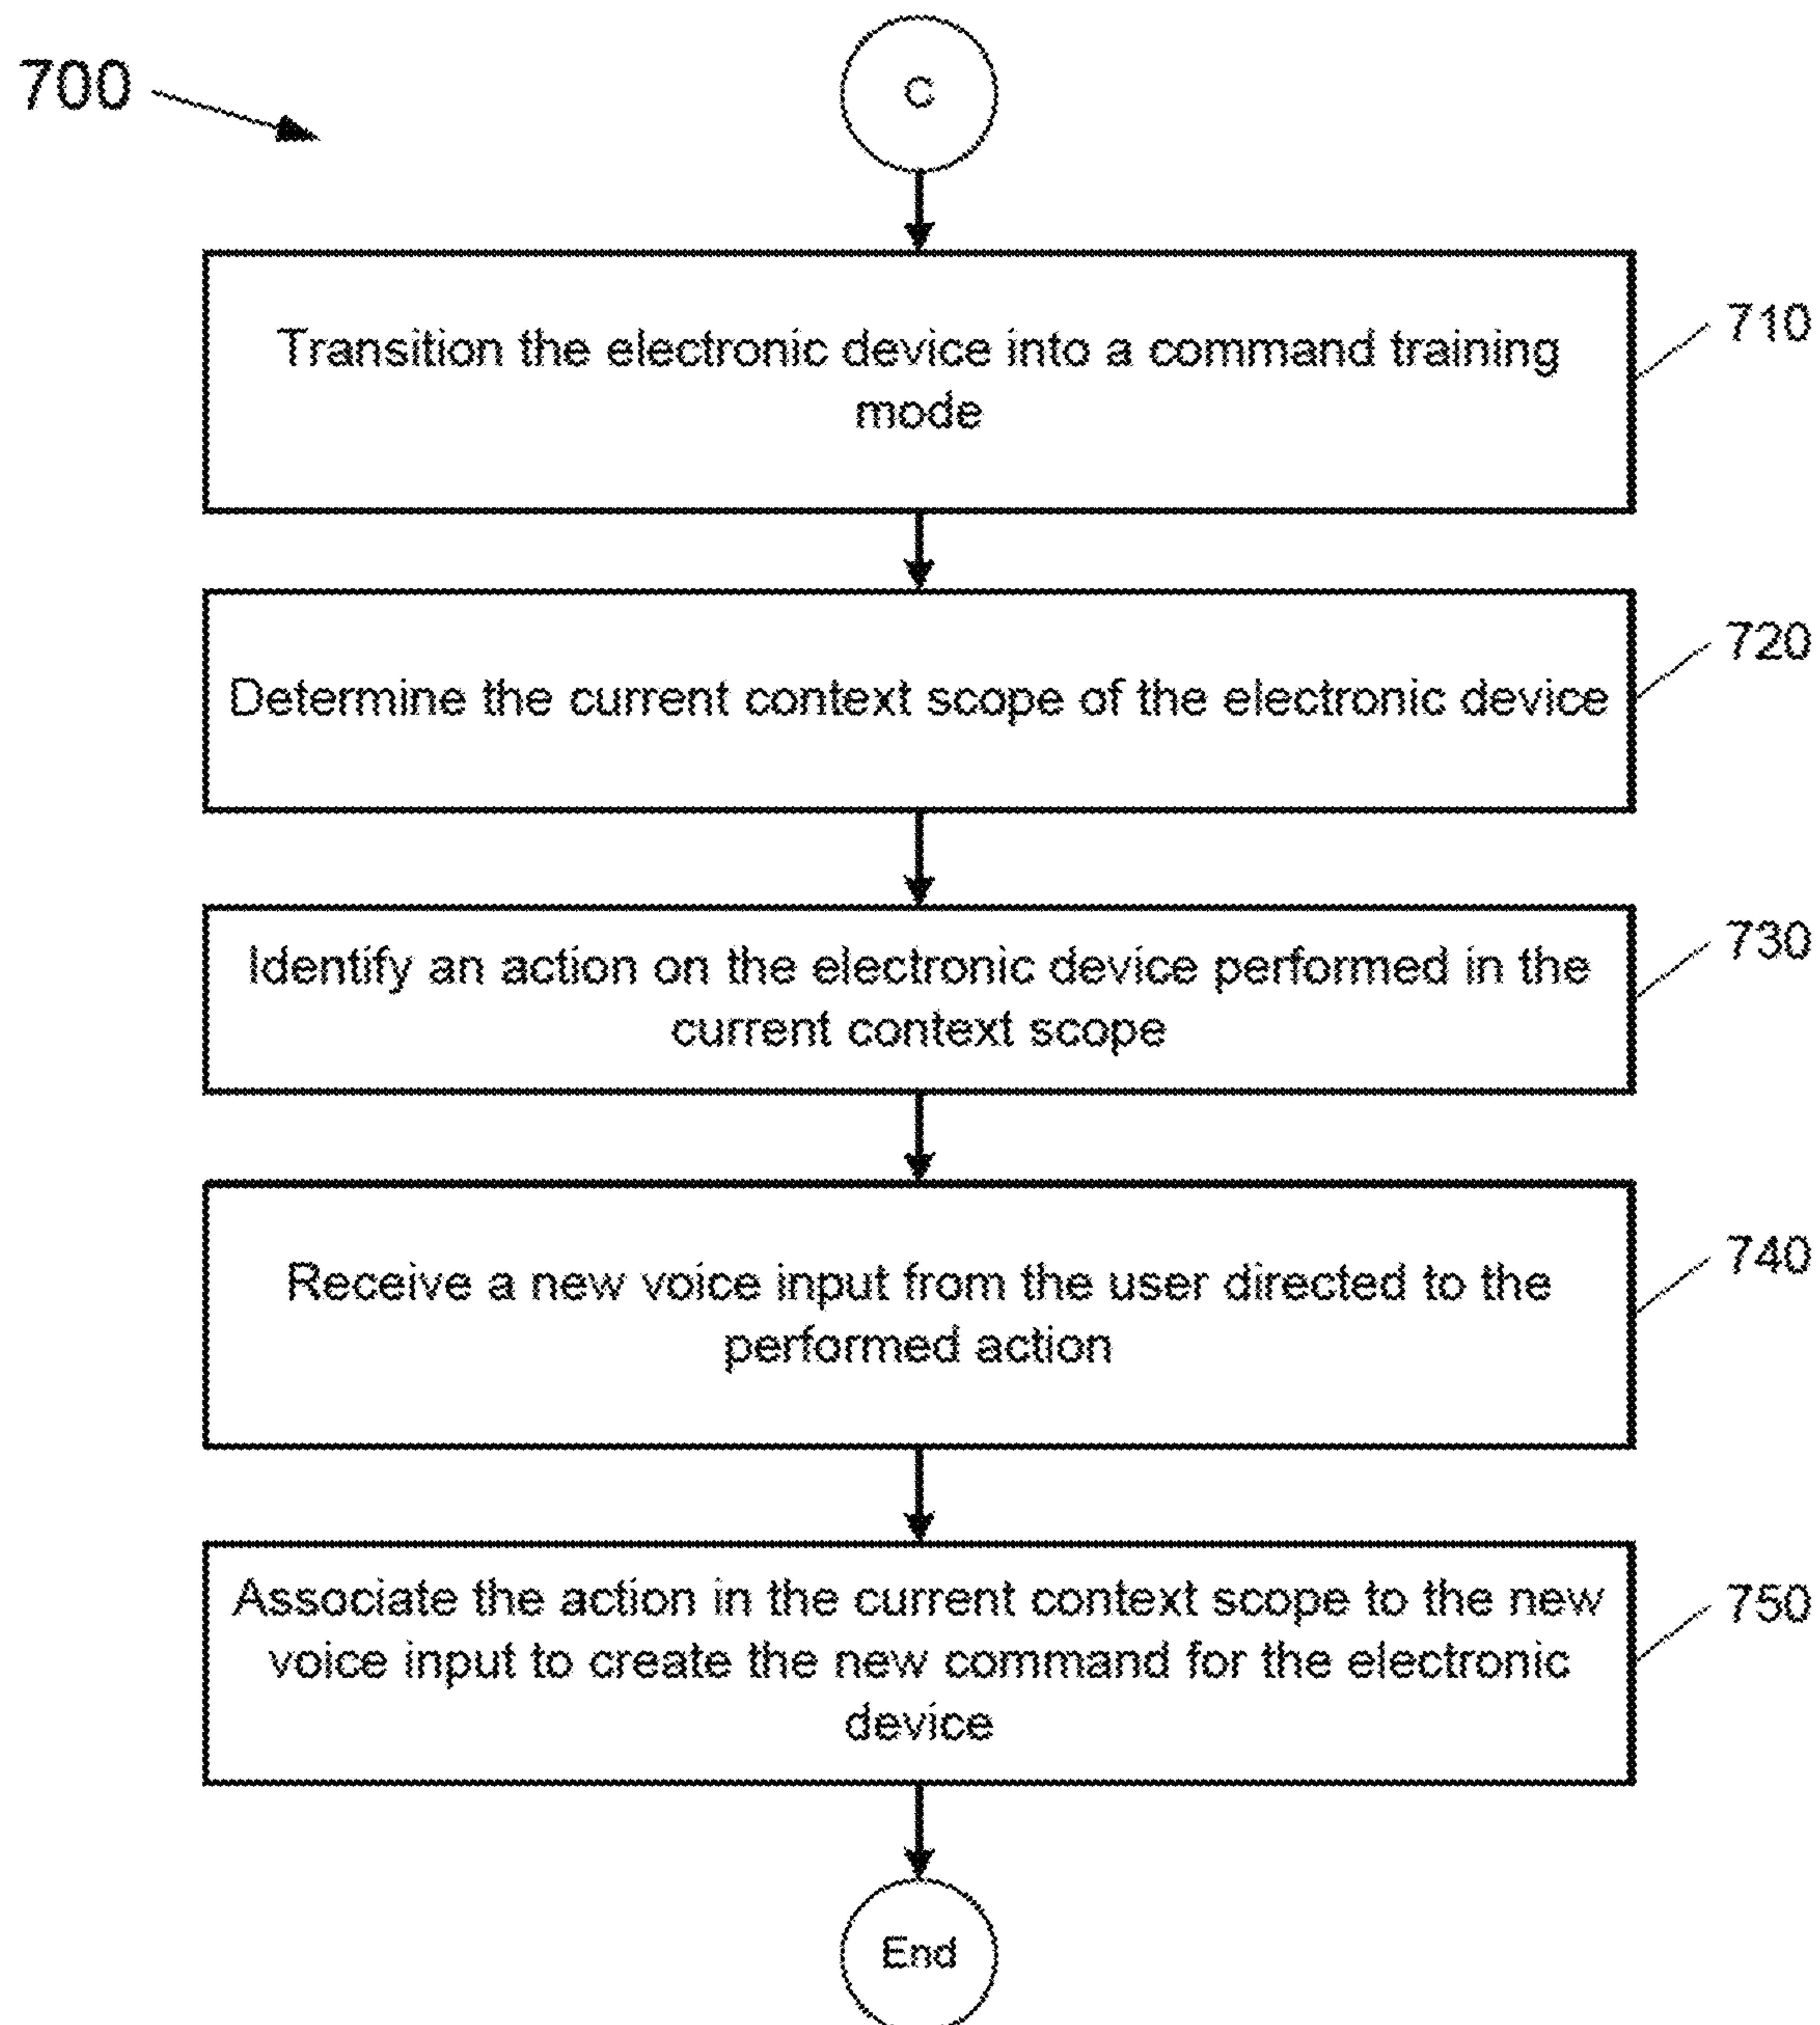 700
C
Transition the electronic device into a command training
mode
710
Determine the current context scope of the electronic device
720
Identify an action on the electronic device performed in the
current context scope
730
Receive a new voice input from the user directed to the
performed action
740
Associate the action in the current context scope to the new
voice input to create the new command for the electronic
device
750
End